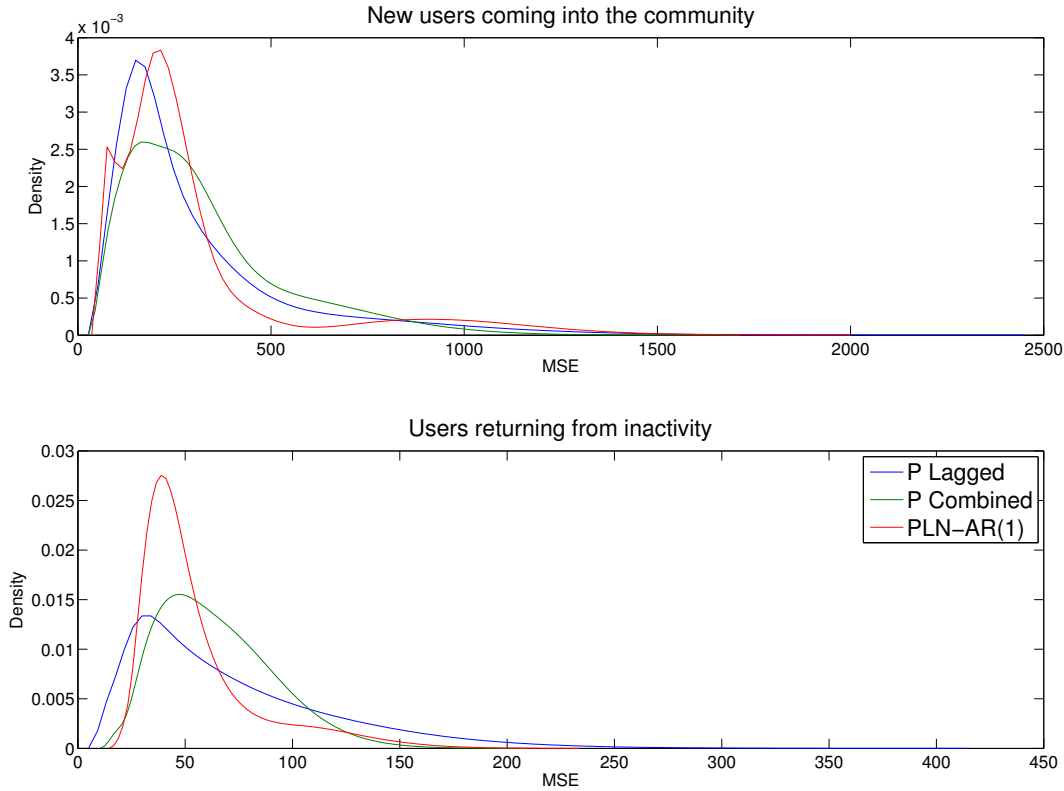 New users coming into the community
x 10⁻³
4
3.5
3
2.5
2
1.5
1
0.5
0
Density
0 500 1000 1500 2000 2500
MSE
Users returning from inactivity
0.03
0.025
0.02
0.015
0.01
0.005
0
Density
P Lagged
P Combined
PLN−AR(1)
0 50 100 150 200 250 300 350 400 450
MSE